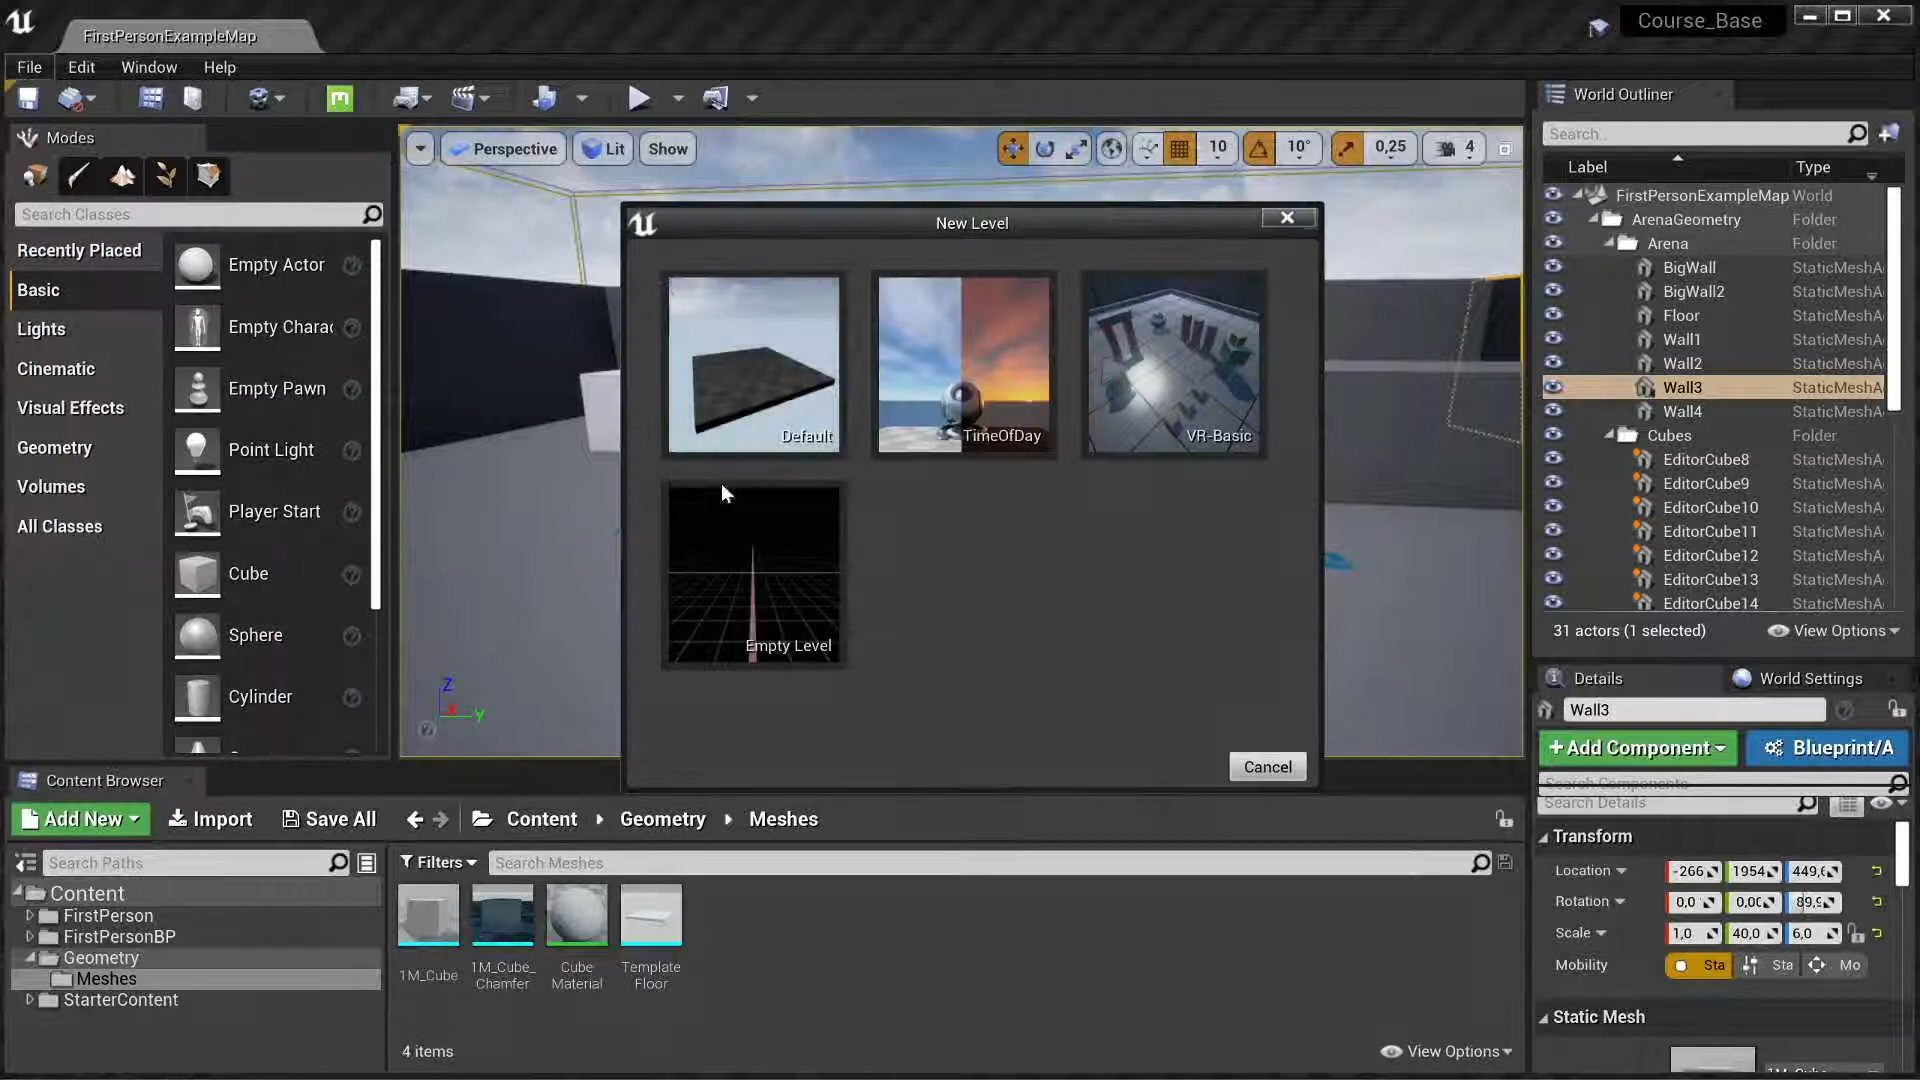 FirstPersonExampleMap
Course_Base
File Edit Window Help
Modes
Search Classes
Recently Placed
Basic
Lights
Cinematic
Visual Effects
Geometry
Volumes
All Classes
Empty Actor
Empty Charac
Empty Pawn
Point Light
Player Start
Cube
Sphere
Cylinder
Perspective Lit Show
10 10° 0,25 4
Z
X Y
New Level
Default
TimeOfDay
VR-Basic
Empty Level
Cancel
World Outliner
Search...
Label Type
FirstPersonExampleMap World
ArenaGeometry Folder
Arena Folder
BigWall StaticMeshA
BigWall2 StaticMeshA
Floor StaticMeshA
Wall1 StaticMeshA
Wall2 StaticMeshA
Wall3 StaticMeshA
Wall4 StaticMeshA
Cubes Folder
EditorCube8 StaticMeshA
EditorCube9 StaticMeshA
EditorCube10 StaticMeshA
EditorCube11 StaticMeshA
EditorCube12 StaticMeshA
EditorCube13 StaticMeshA
EditorCube14 StaticMeshA
31 actors (1 selected) View Options
Details World Settings
Wall3
+Add Component Blueprint/A
Search Components
Search Details
Transform
Location -266 1954 449,6
Rotation 0,0 0,00 89,9
Scale 1,0 40,0 6,0
Mobility Sta Sta Mo
Static Mesh
Content Browser
Add New Import Save All Content Geometry Meshes
Search Paths
Filters Search Meshes
Content
FirstPerson
FirstPersonBP
Geometry
Meshes
StarterContent
1M_Cube
1M_Cube_
Chamfer
Cube
Material
Template
Floor
4 items
View Options